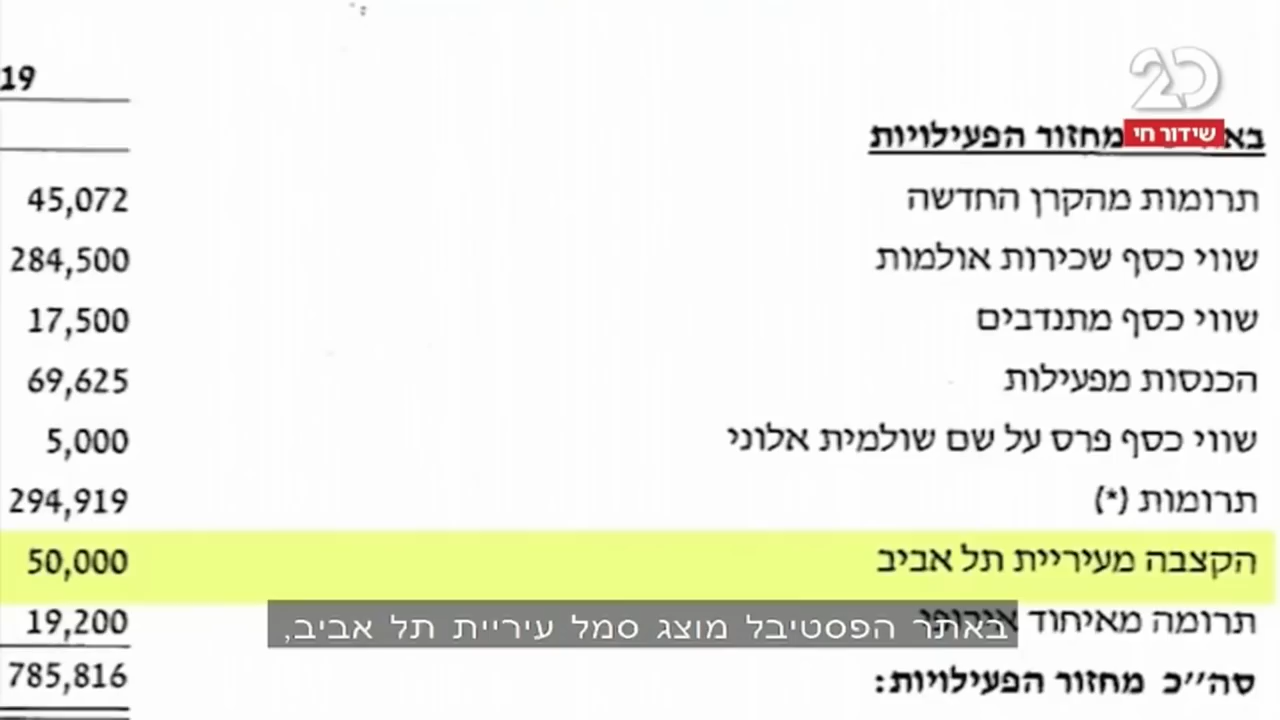 20
שידור חי
19
מחזור הפעילויות
תרומות מהקרן החדשה 45,072
שווי כסף שכירות אולמות 284,500
שווי כסף מתנדבים 17,500
הכנסות מפעילות 69,625
שווי כסף פרס על שם שולמית אלוני 5,000
תרומות (*) 294,919
הקצבה מעיריית תל אביב 50,000
תרומה מאיחוד 19,200
באתר הפסטיבל מוצג סמל עיריית תל אביב,
סה״כ מחזור הפעילויות: 785,816